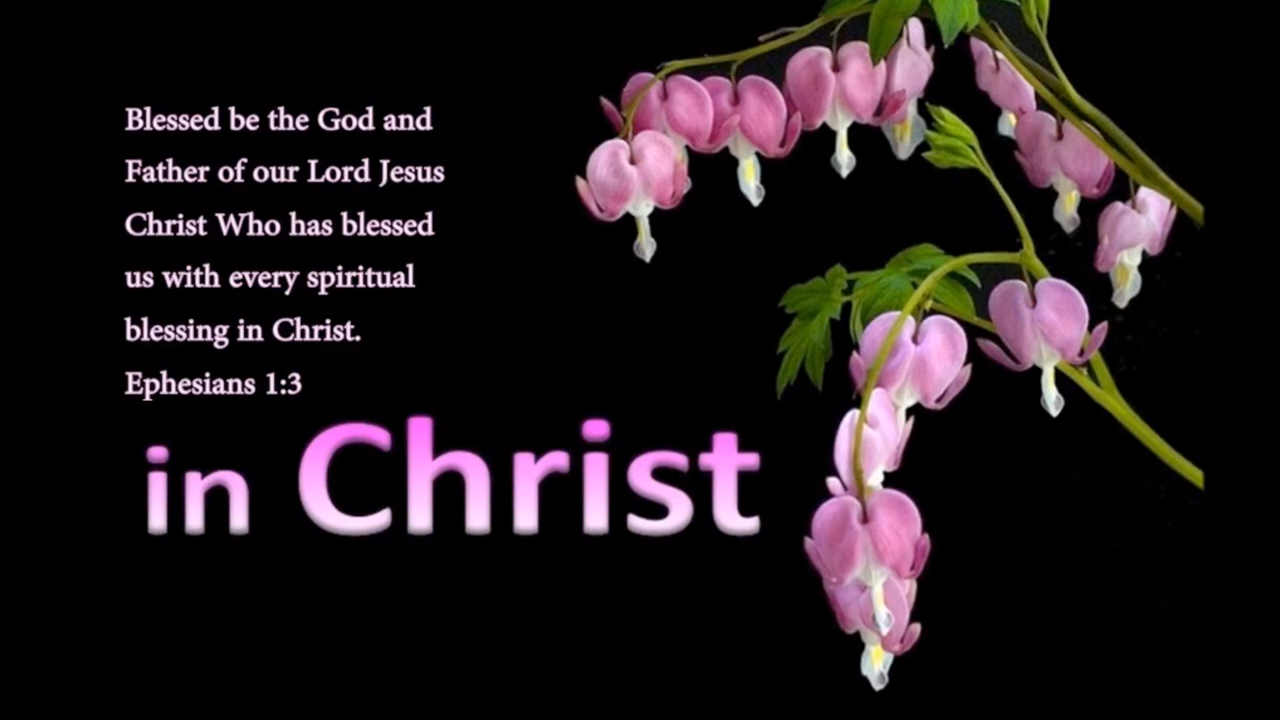 Blessed be the God and
Father of our Lord Jesus
Christ Who has blessed
us with every spiritual
blessing in Christ.
Ephesians 1:3
in Christ